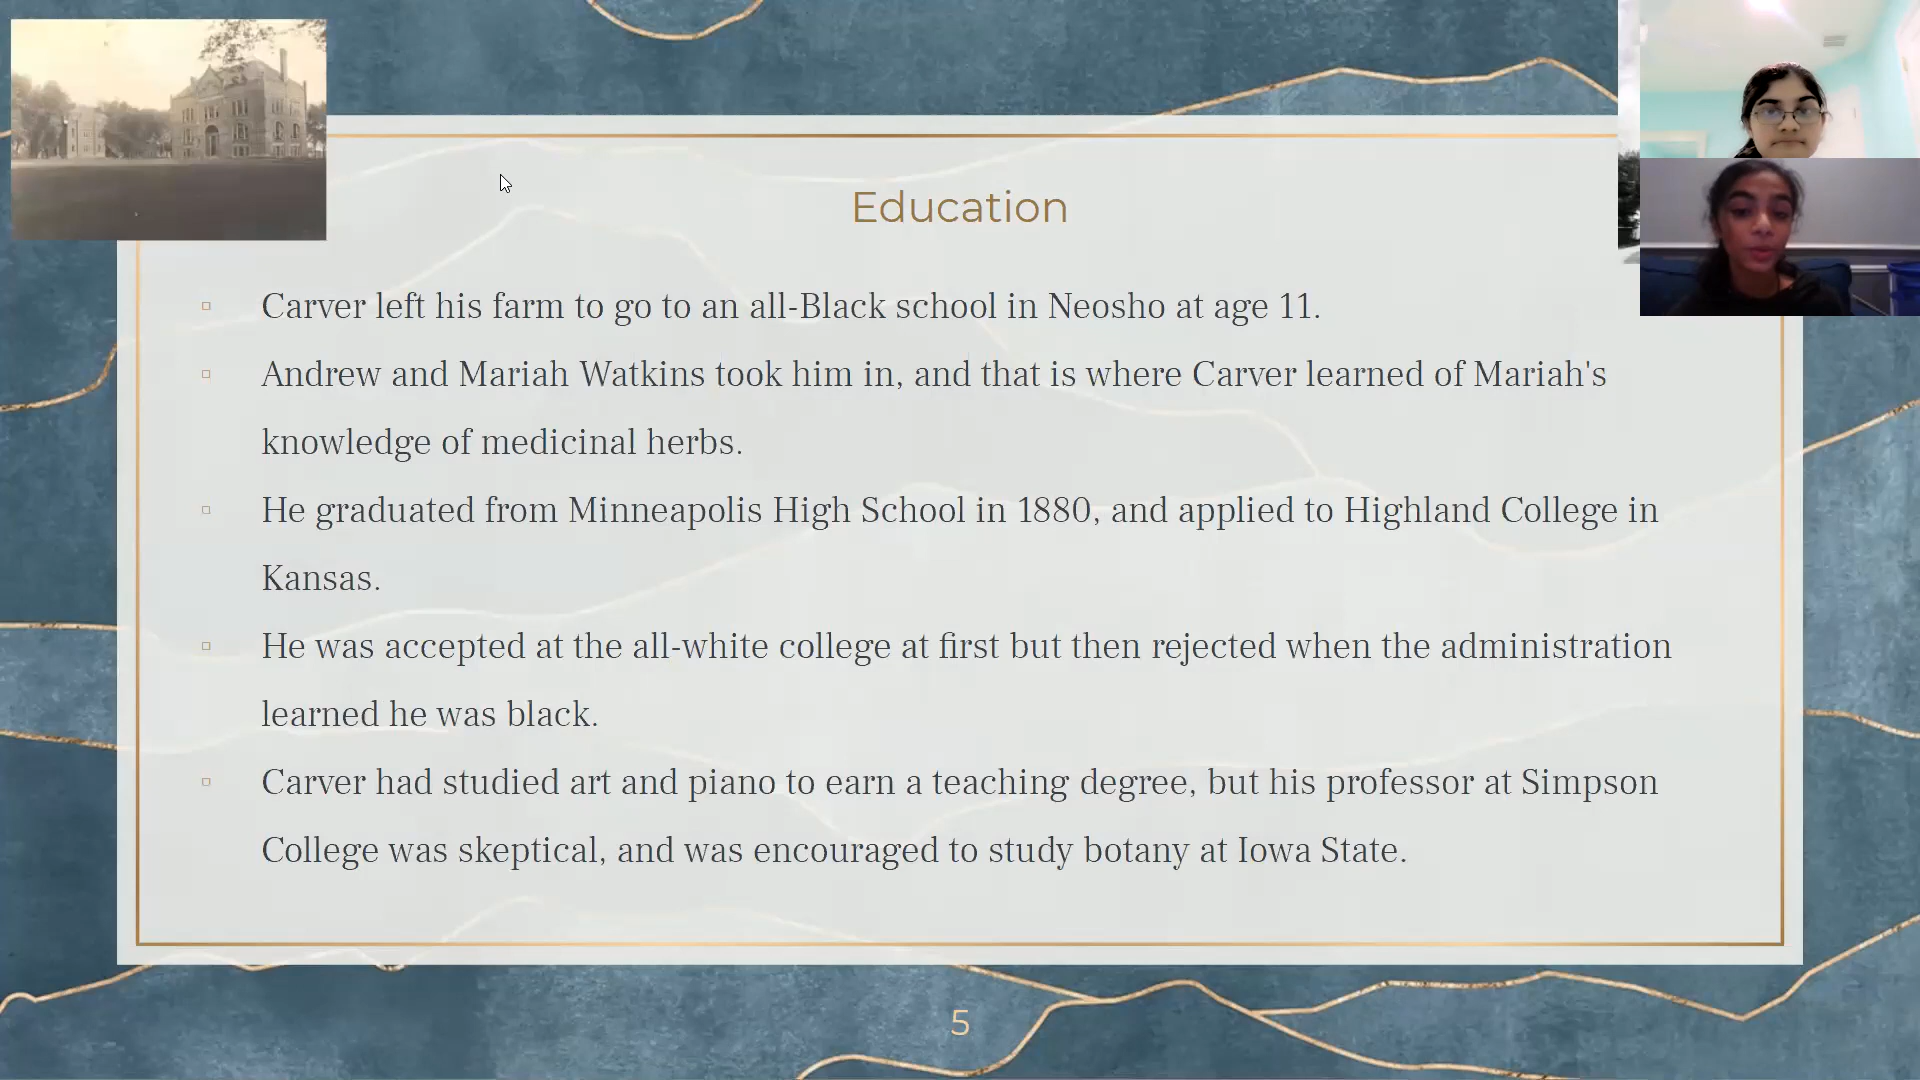 Education
Carver left his farm to go to an all-Black school in Neosho at age 11.
Andrew and Mariah Watkins took him in, and that is where Carver learned of Mariah's
knowledge of medicinal herbs.
He graduated from Minneapolis High School in 1880, and applied to Highland College in
Kansas.
He was accepted at the all-white college at first but then rejected when the administration
learned he was black.
Carver had studied art and piano to earn a teaching degree, but his professor at Simpson
College was skeptical, and was encouraged to study botany at Iowa State.
5